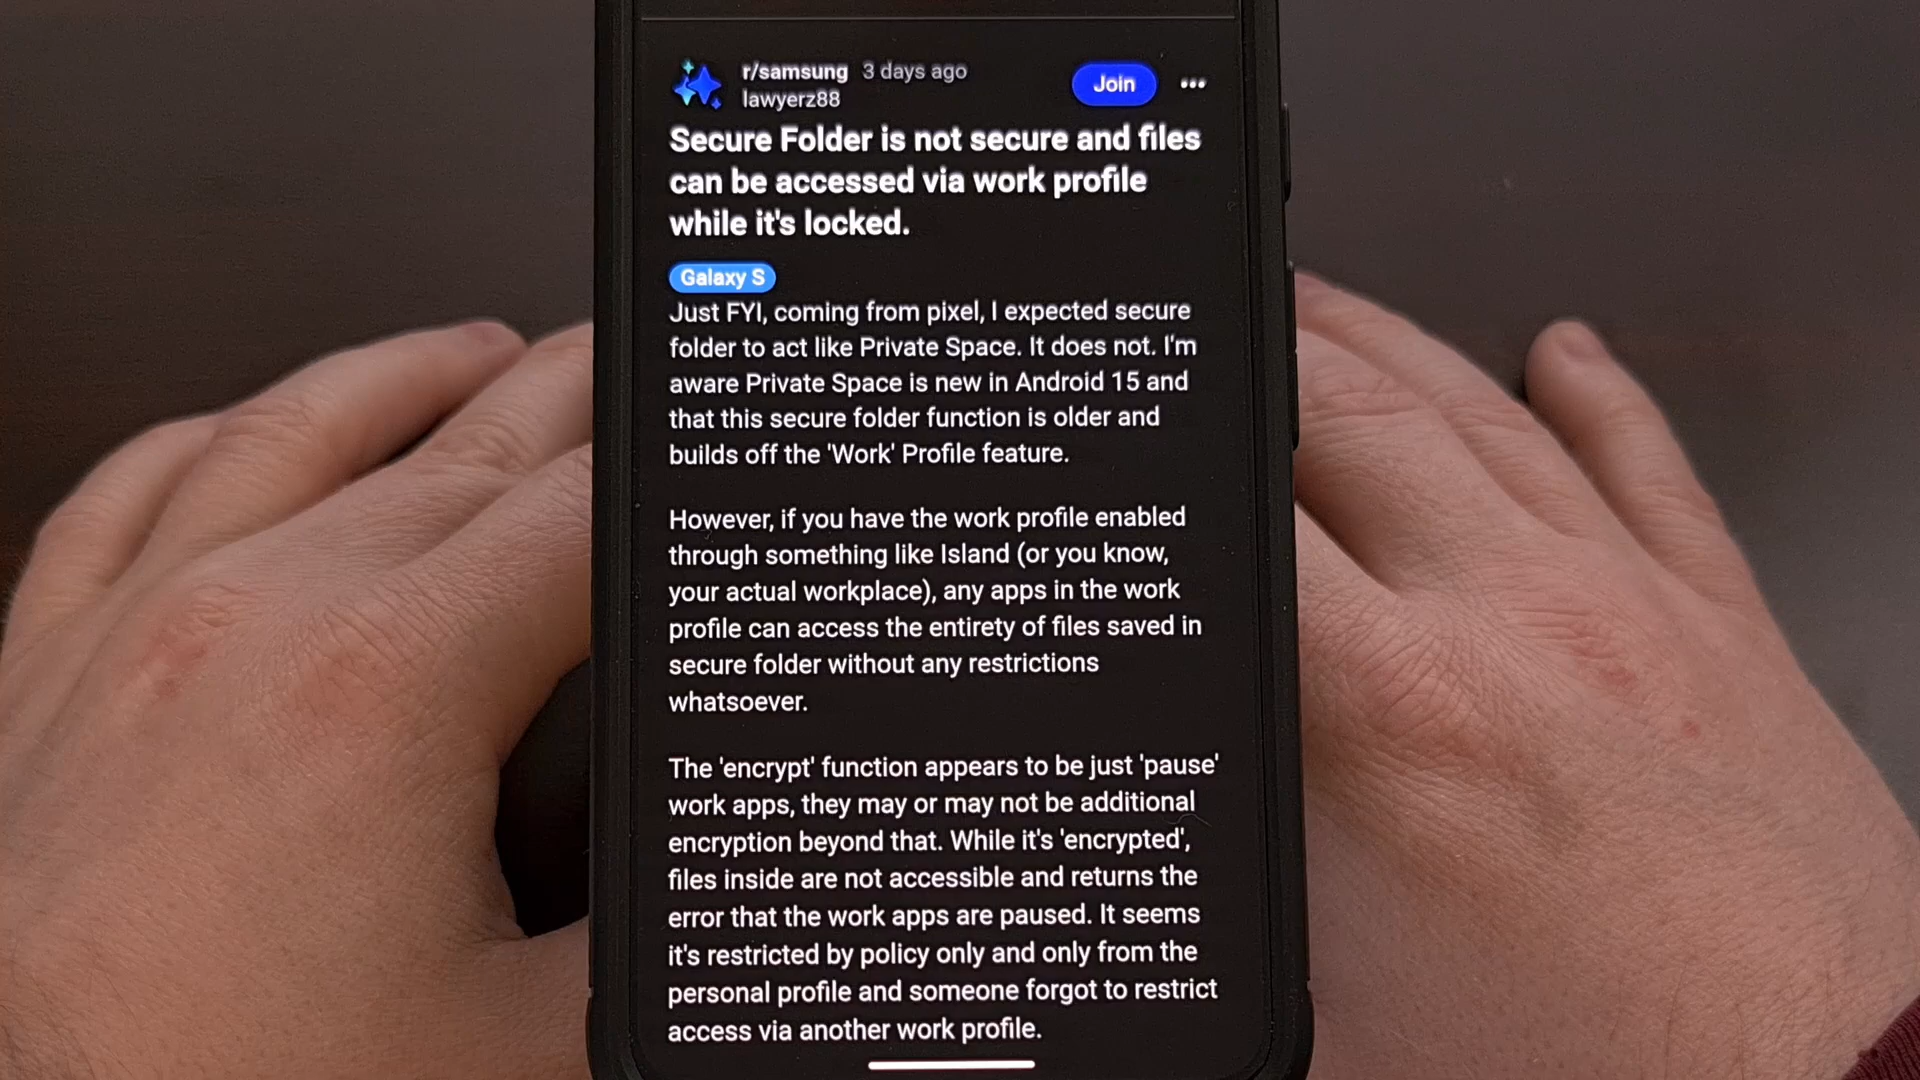 r/samsung 3 days ago
lawyerz88
Join
Secure Folder is not secure and files
can be accessed via work profile
while it's locked.
Galaxy S
Just FYI, coming from pixel, I expected secure
folder to act like Private Space. It does not. I'm
aware Private Space is new in Android 15 and
that this secure folder function is older and
builds off the 'Work' Profile feature.
However, if you have the work profile enabled
through something like Island (or you know,
your actual workplace), any apps in the work
profile can access the entirety of files saved in
secure folder without any restrictions
whatsoever.
The 'encrypt' function appears to be just 'pause'
work apps, they may or may not be additional
encryption beyond that. While it's 'encrypted',
files inside are not accessible and returns the
error that the work apps are paused. It seems
it's restricted by policy only and only from the
personal profile and someone forgot to restrict
access via another work profile.